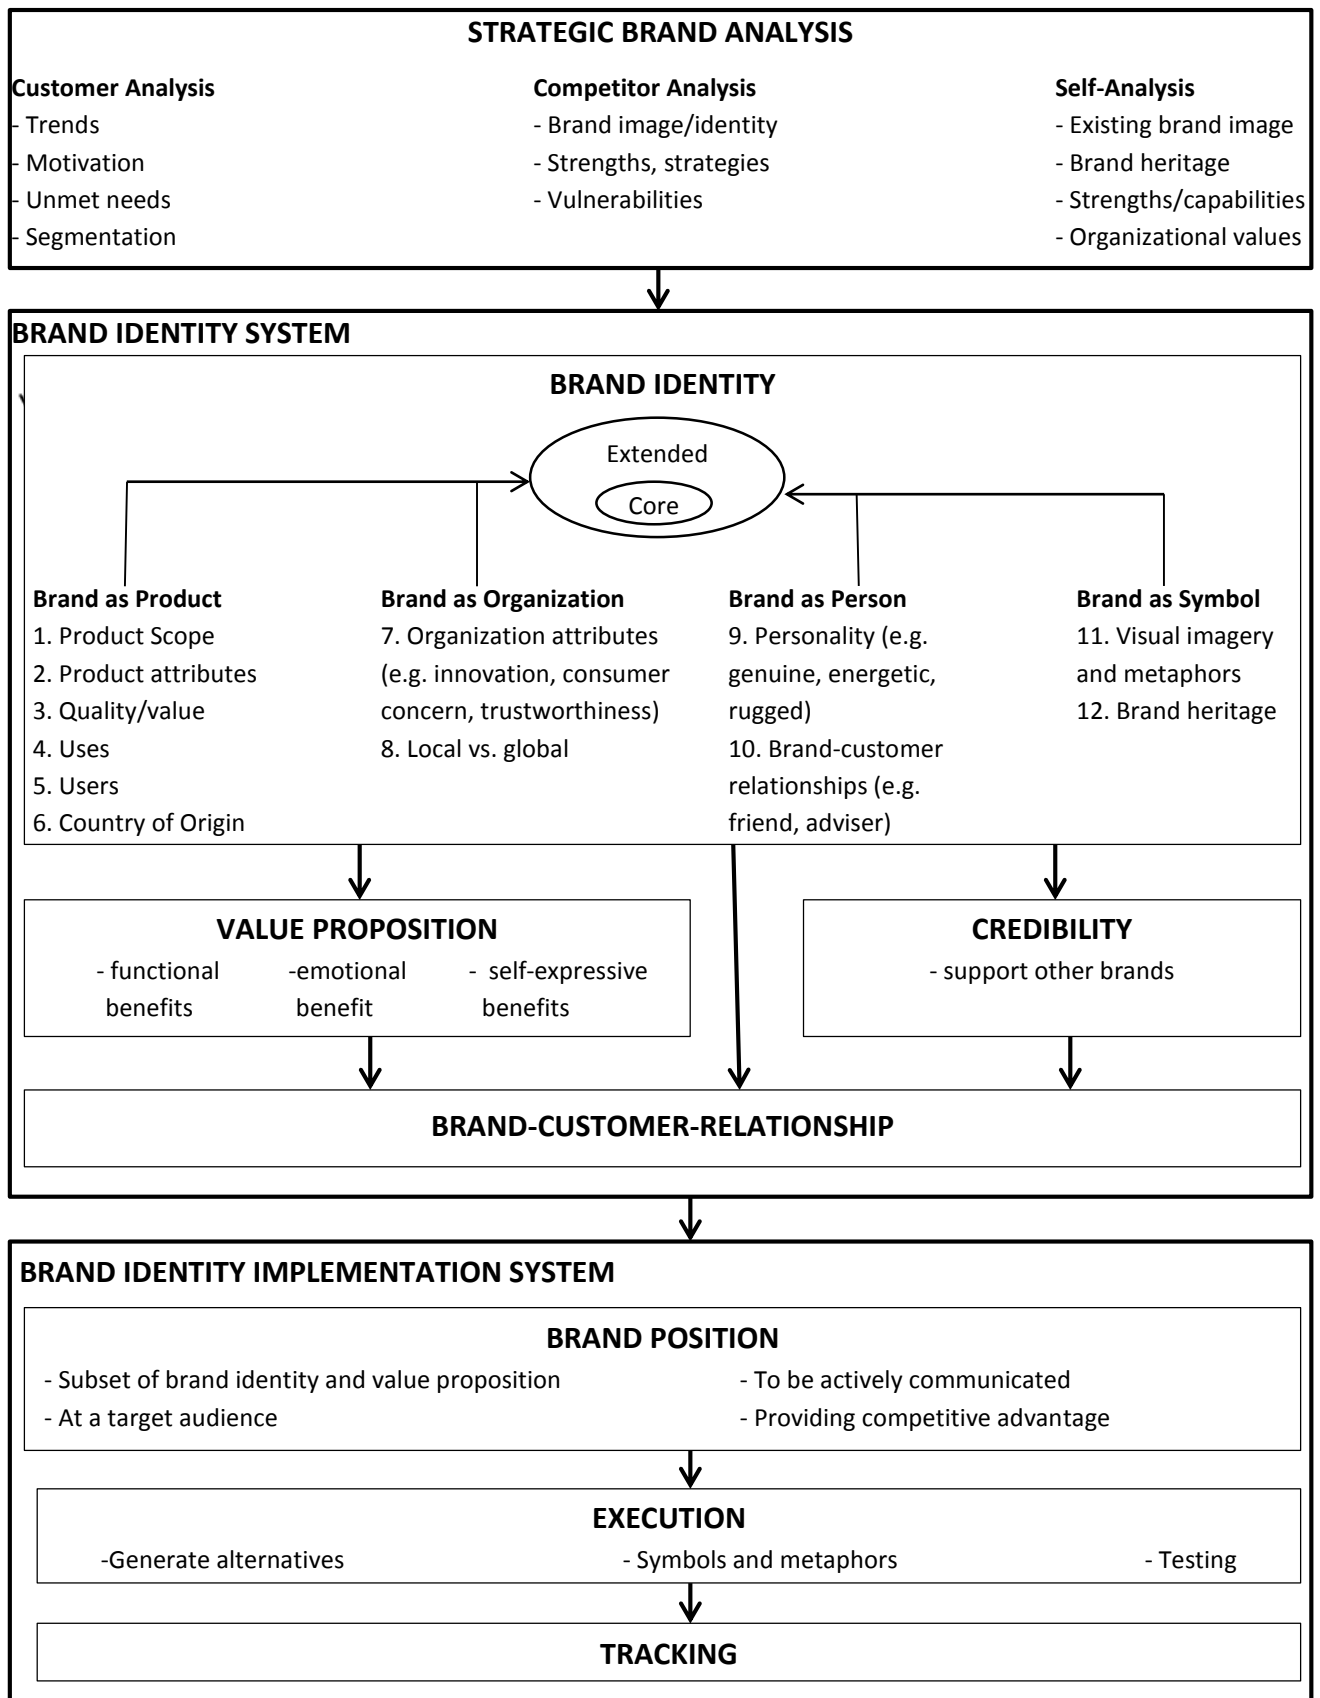 STRATEGIC BRAND ANALYSIS
Customer Analysis
- Trends
- Motivation
- Unmet needs
- Segmentation
Competitor Analysis
- Brand image/identity
- Strengths, strategies
- Vulnerabilities
Self-Analysis
- Existing brand image
- Brand heritage
- Strengths/capabilities
- Organizational values
BRAND IDENTITY SYSTEM
BRAND IDENTITY
Extended
Core
Brand as Product
1. Product Scope
2. Product attributes
3. Quality/value
4. Uses
5. Users
6. Country of Origin
Brand as Organization
7. Organization attributes
(e.g. innovation, consumer
concern, trustworthiness)
8. Local vs. global
Brand as Person
9. Personality (e.g.
genuine, energetic,
rugged)
10. Brand-customer
relationships (e.g.
friend, adviser)
Brand as Symbol
11. Visual imagery
and metaphors
12. Brand heritage
VALUE PROPOSITION
- functional
benefits
-emotional
benefit
- self-expressive
benefits
CREDIBILITY
- support other brands
BRAND-CUSTOMER-RELATIONSHIP
BRAND IDENTITY IMPLEMENTATION SYSTEM
BRAND POSITION
- Subset of brand identity and value proposition
- At a target audience
- To be actively communicated
- Providing competitive advantage
EXECUTION
-Generate alternatives
- Symbols and metaphors
- Testing
TRACKING